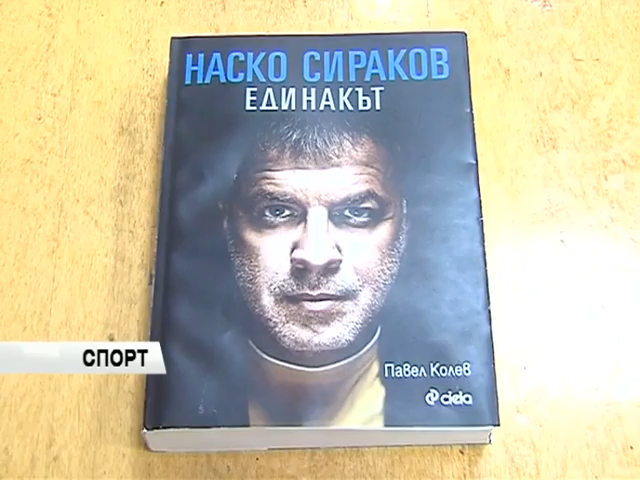 НАСКО СИРАКОВ
ЕДИНАКЪТ
СПОРТ
Павел Колев
ciela